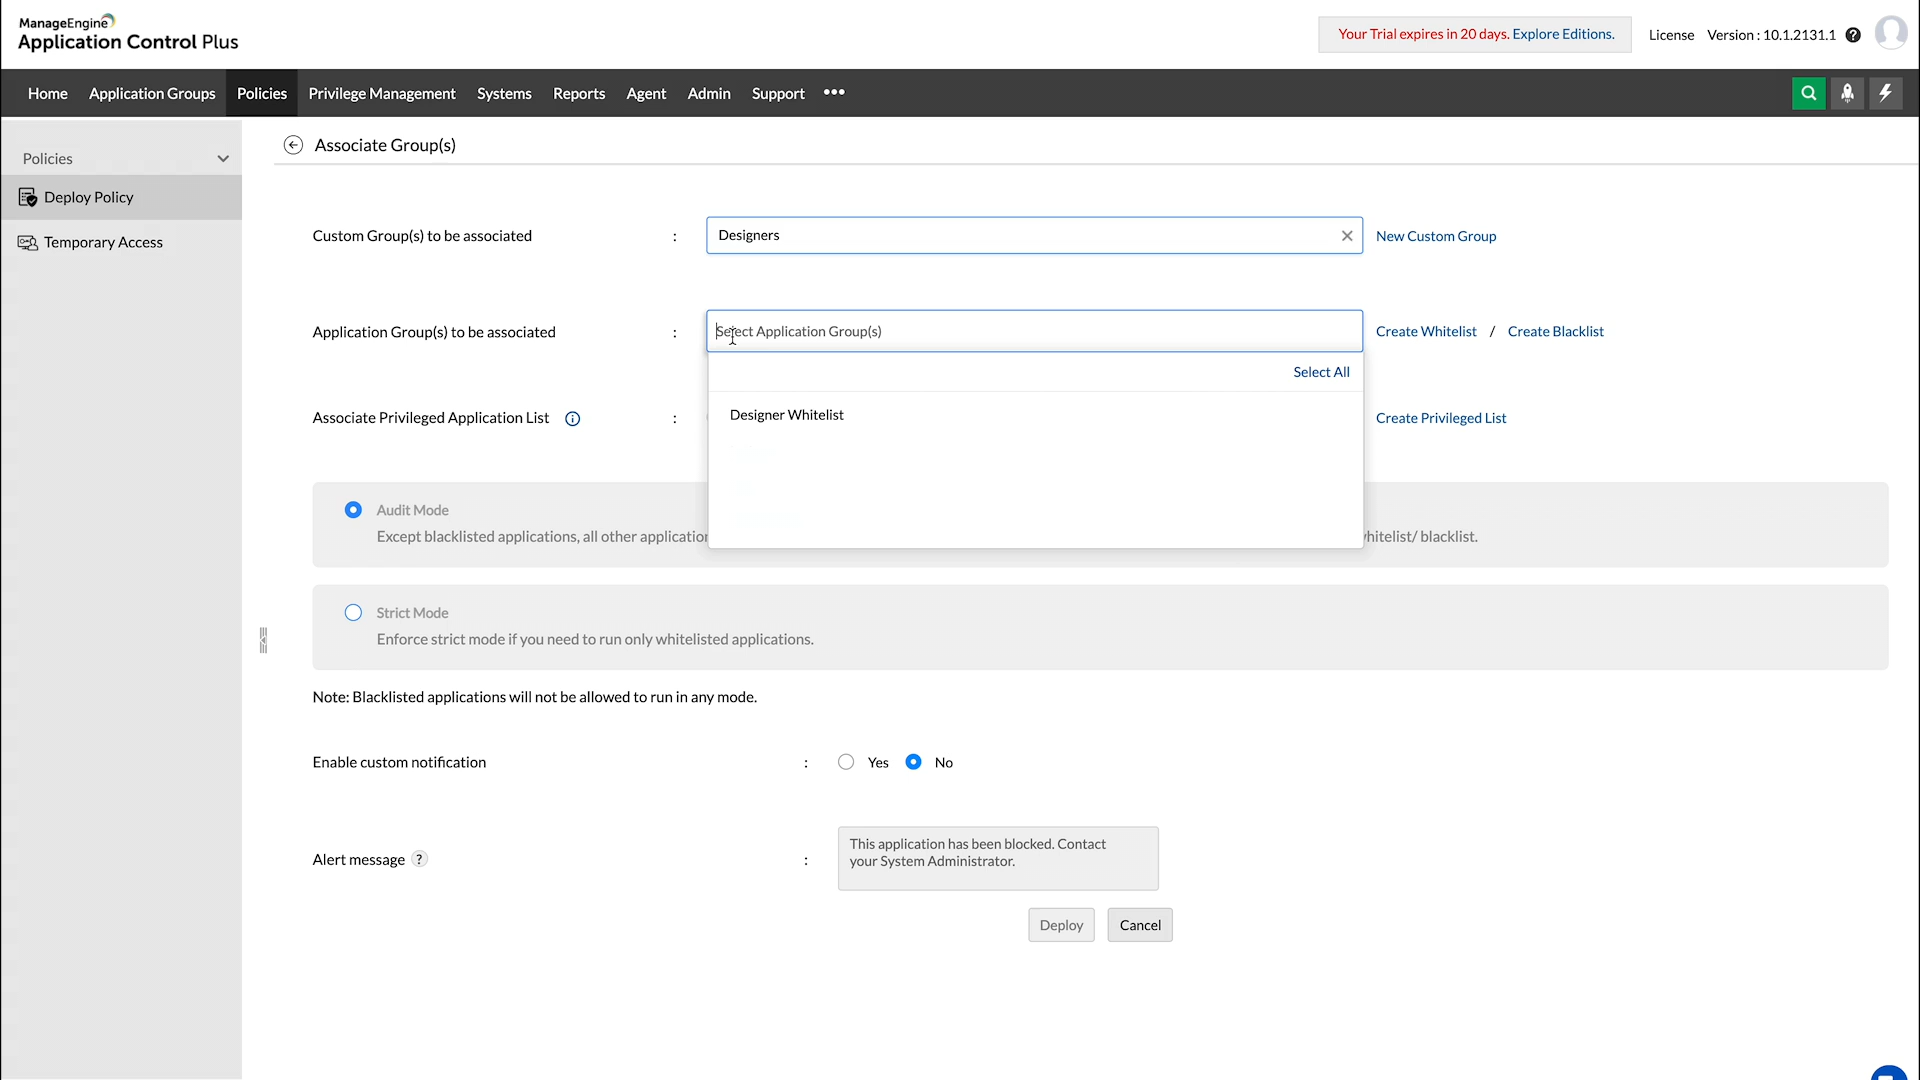 ManageEngine
Application Control Plus
Your Trial expires in 20 days. Explore Editions.
License
Version : 10.1.2131.1
?
Home
Application Groups
Policies
Privilege Management
Systems
Reports
Agent
Admin
Support
•••
Policies
Deploy Policy
Temporary Access
Associate Group(s)
Custom Group(s) to be associated : Designers
New Custom Group
Application Group(s) to be associated : Select Application Group(s)
Create Whitelist / Create Blacklist
Select All
Designer Whitelist
Associate Privileged Application List :
Create Privileged List
Audit Mode
Except blacklisted applications, all other hitelist/ blacklist.
Strict Mode
Enforce strict mode if you need to run only whitelisted applications.
Note: Blacklisted applications will not be allowed to run in any mode.
Enable custom notification : Yes No
Alert message ? :
This application has been blocked. Contact
your System Administrator.
Deploy
Cancel